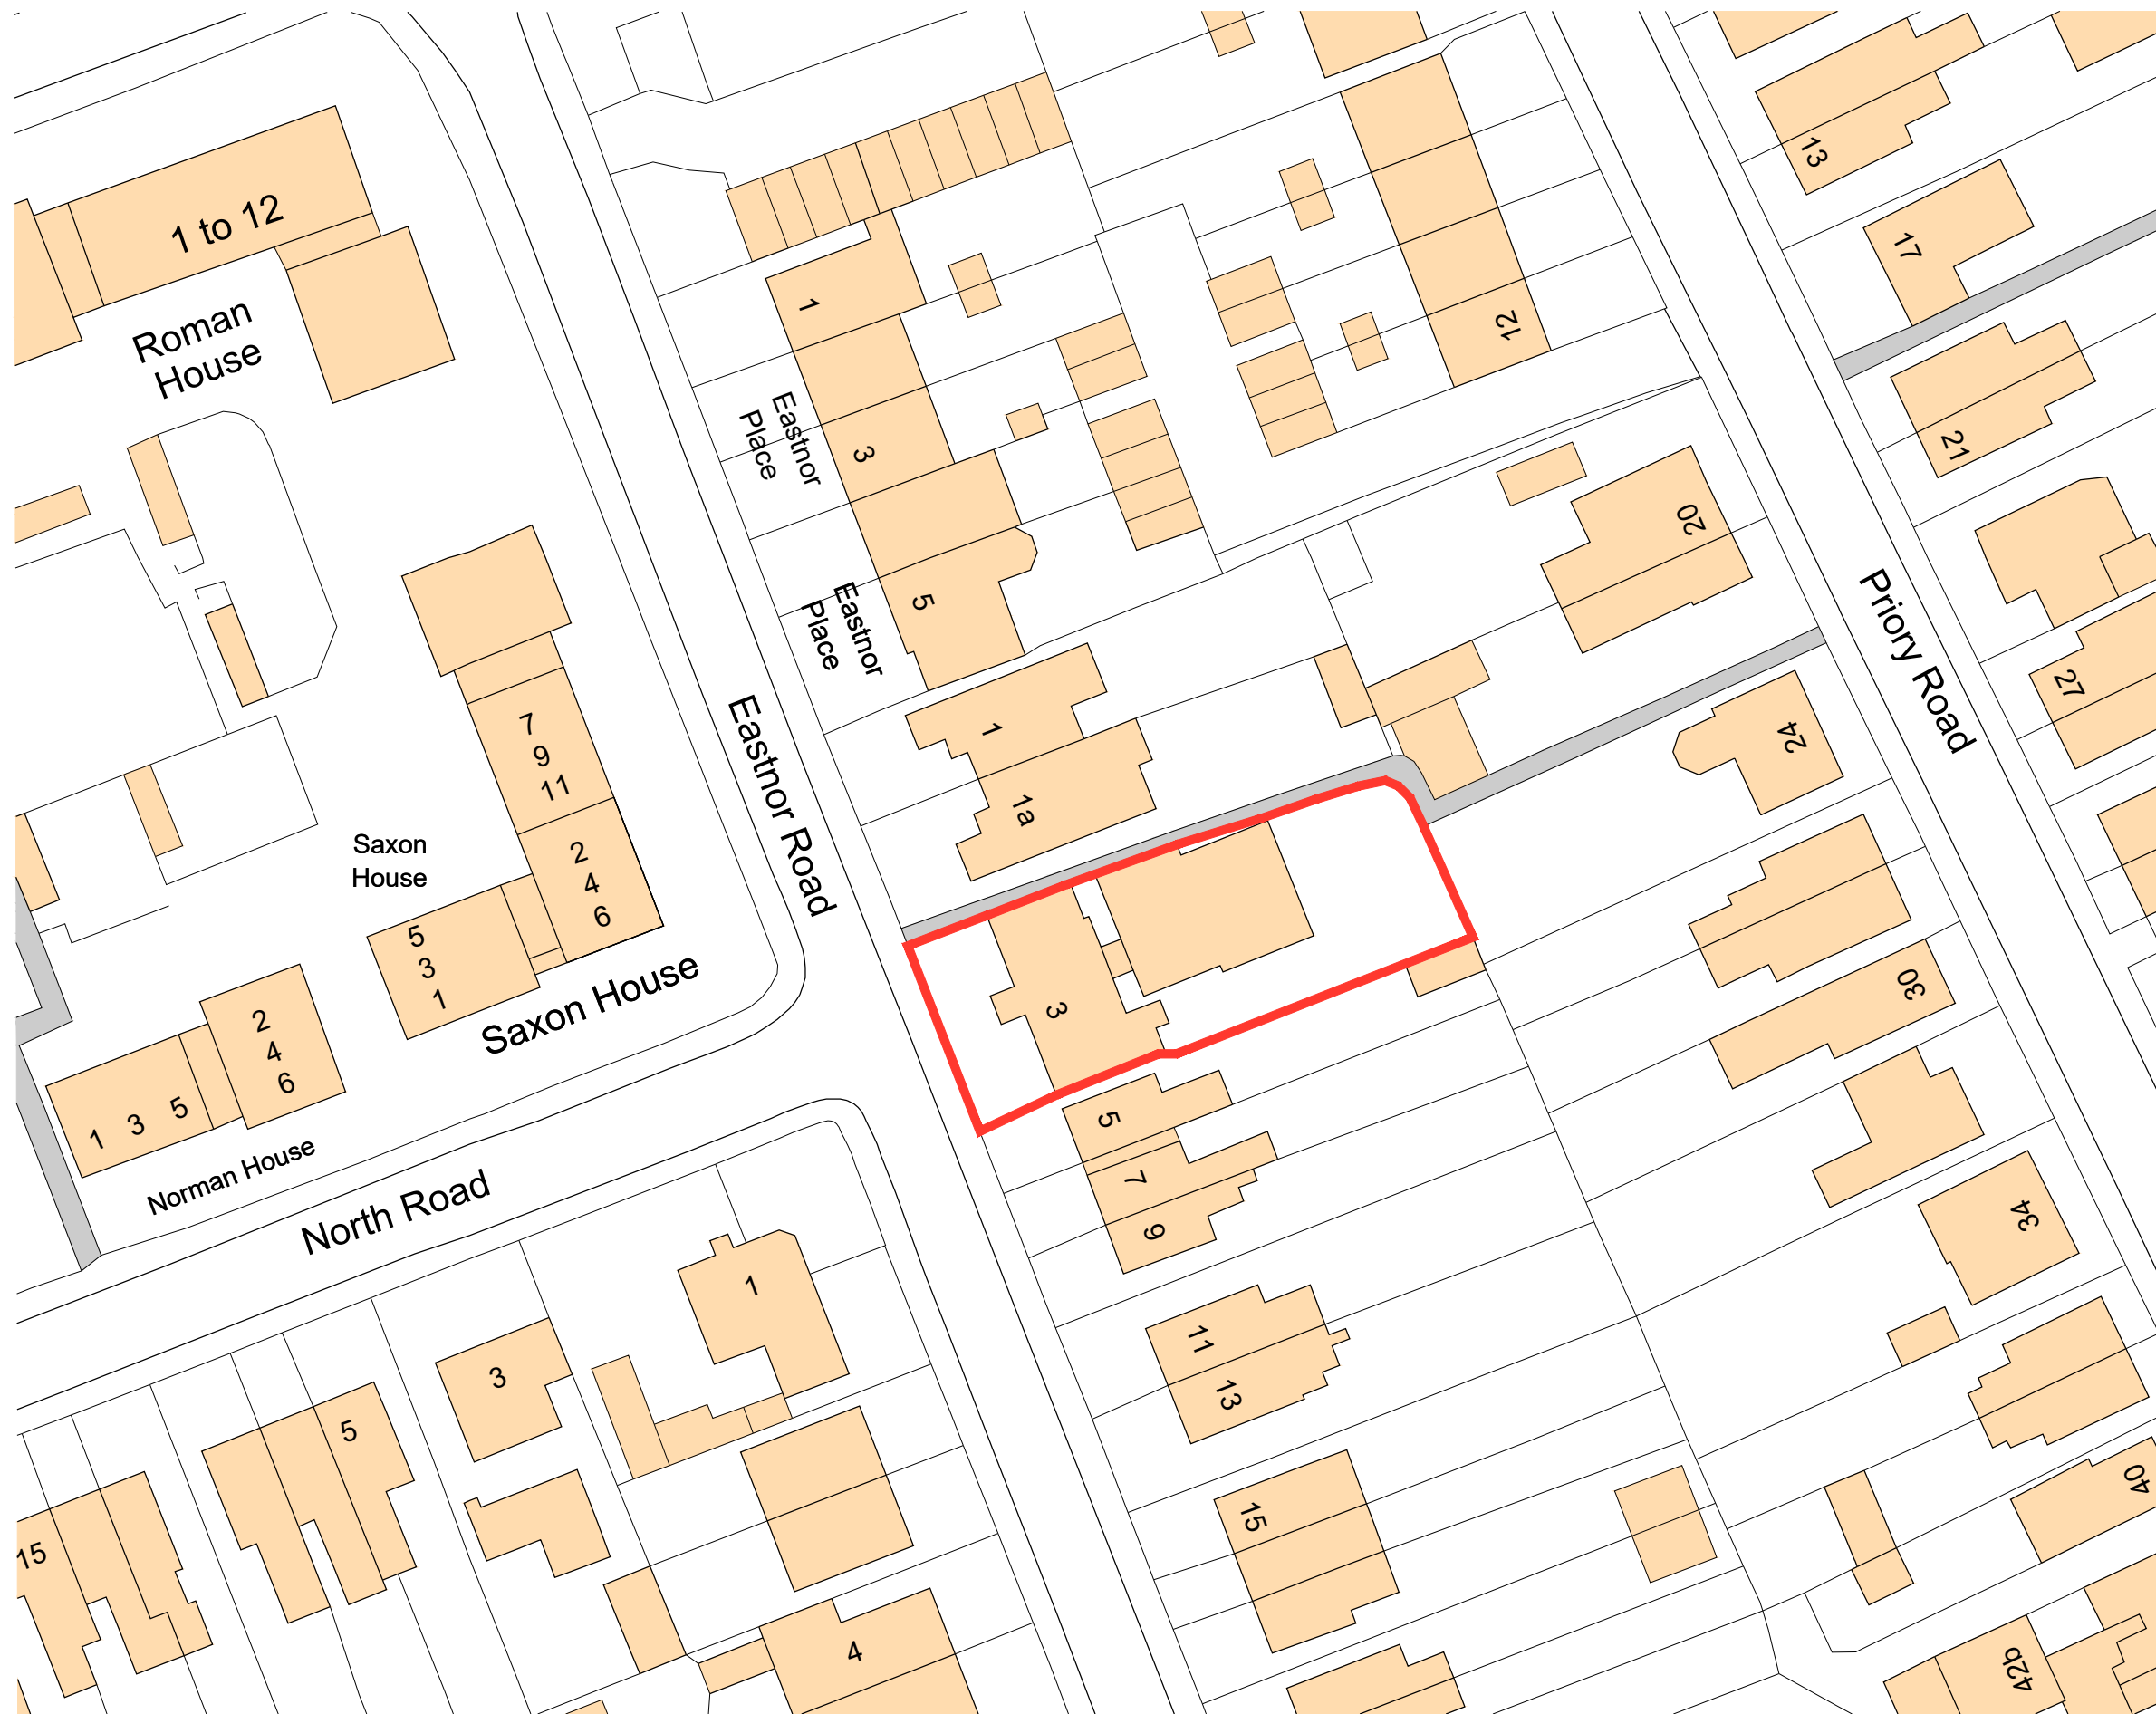 1 to 12
Roman
House
1
Eastnor
Place
3
Eastnor
Place
5
12
13
17
21
20
Priory Road
27
24
7
9
11
2
4
6
Saxon
House
5
3
1
Saxon House
Eastnor Road
1
1a
3
30
2
4
6
1 3 5
Norman House
North Road
5
7
9
34
1
3
5
11
13
15
15
4
40
42b